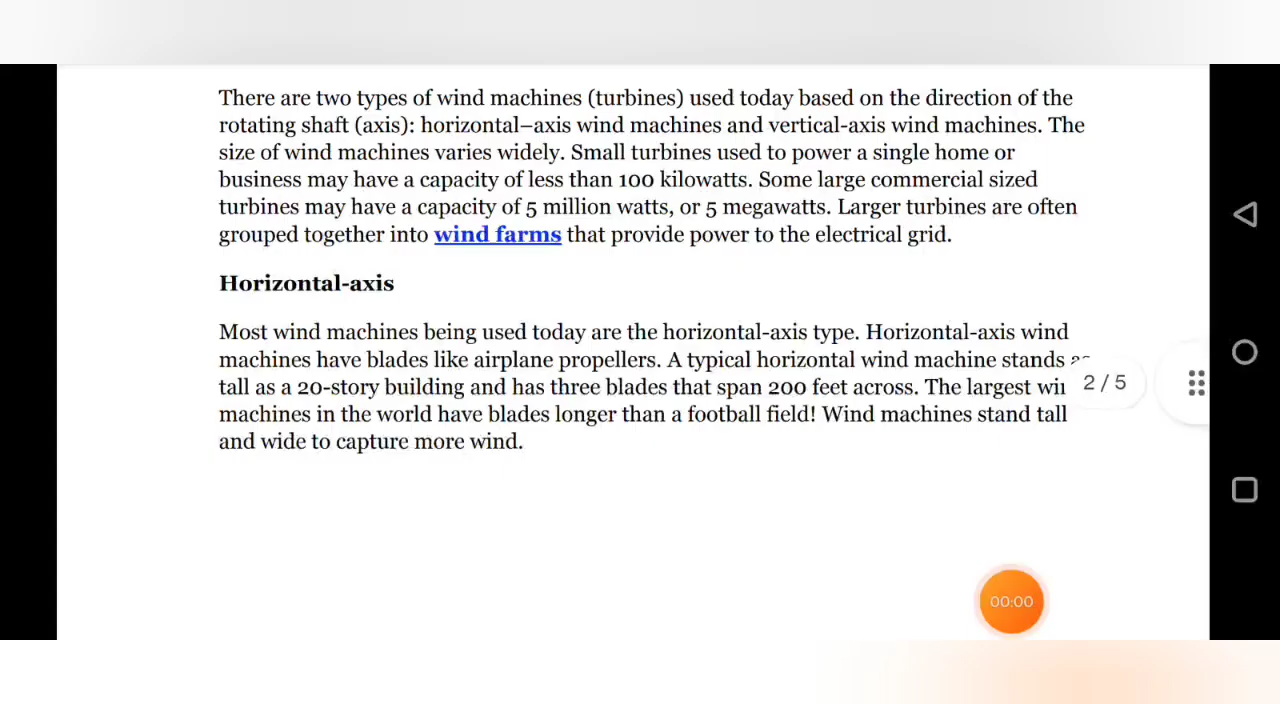 There are two types of wind machines (turbines) used today based on the direction of the
rotating shaft (axis): horizontal–axis wind machines and vertical-axis wind machines. The
size of wind machines varies widely. Small turbines used to power a single home or
business may have a capacity of less than 100 kilowatts. Some large commercial sized
turbines may have a capacity of 5 million watts, or 5 megawatts. Larger turbines are often
grouped together into wind farms that provide power to the electrical grid.
Horizontal-axis
Most wind machines being used today are the horizontal-axis type. Horizontal-axis wind
machines have blades like airplane propellers. A typical horizontal wind machine stands
tall as a 20-story building and has three blades that span 200 feet across. The largest
machines in the world have blades longer than a football field! Wind machines stand tall
and wide to capture more wind.
2 / 5
00:00